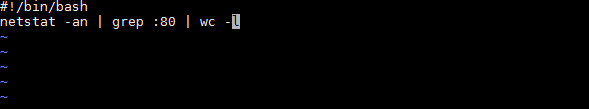 #!/bin/bash
netstat -an | grep :80 | wc -l
~
~
~
~
~